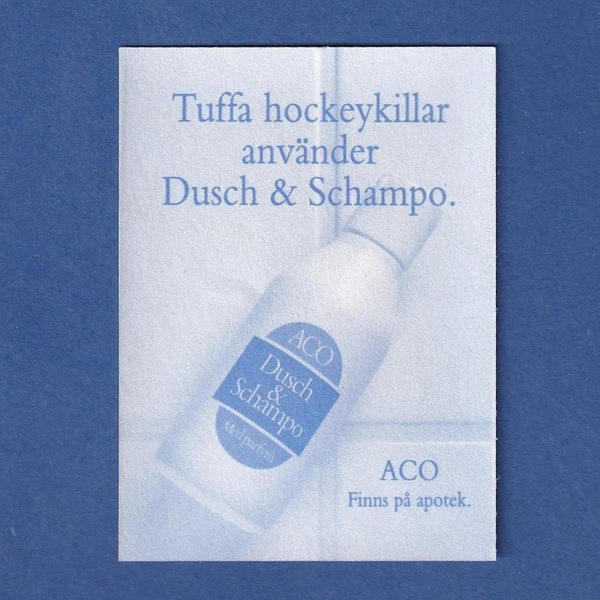 Tuffa hockeykillar
använder
Dusch & Schampo.
ACO
Dusch
&
Schampo
Med parfym
ACO
Finns på apotek.